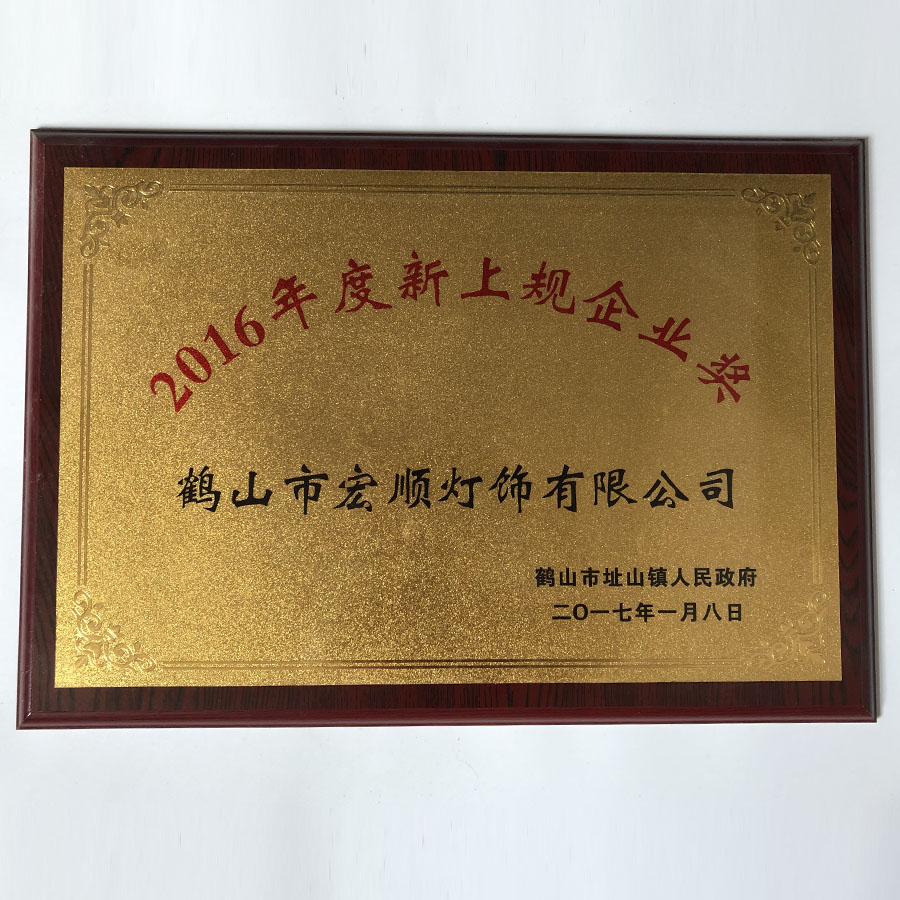 2016年度新上规企业奖
鹤山市宏顺灯饰有限公司
鹤山市址山镇人民政府
二〇一七年一月八日